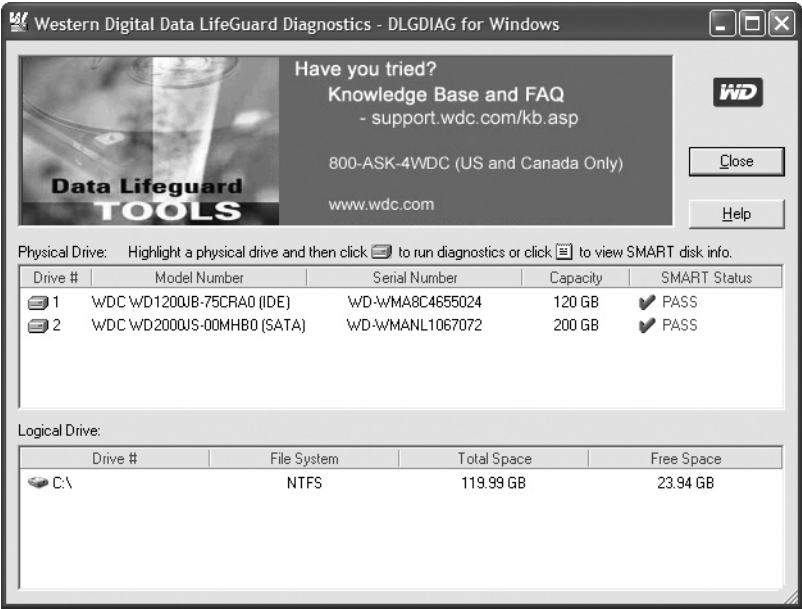 Western Digital Data LifeGuard Diagnostics - DLGDIAG for Windows
Have you tried?
Knowledge Base and FAQ
- support.wdc.com/kb.asp
800-ASK-4WDC (US and Canada Only)
www.wdc.com
Data Lifeguard
TOOLS
WD
Close
Help
Physical Drive: Highlight a physical drive and then click to run diagnostics or click to view SMART disk info.
Drive # Model Number Serial Number Capacity SMART Status
1 WDC WD1200JB-75CRA0 (IDE) WD-WMA8C4655024 120 GB PASS
2 WDC WD2000JS-00MHB0 (SATA) WD-WMANL1067072 200 GB PASS
Logical Drive:
Drive # File System Total Space Free Space
C:\ NTFS 119.99 GB 23.94 GB